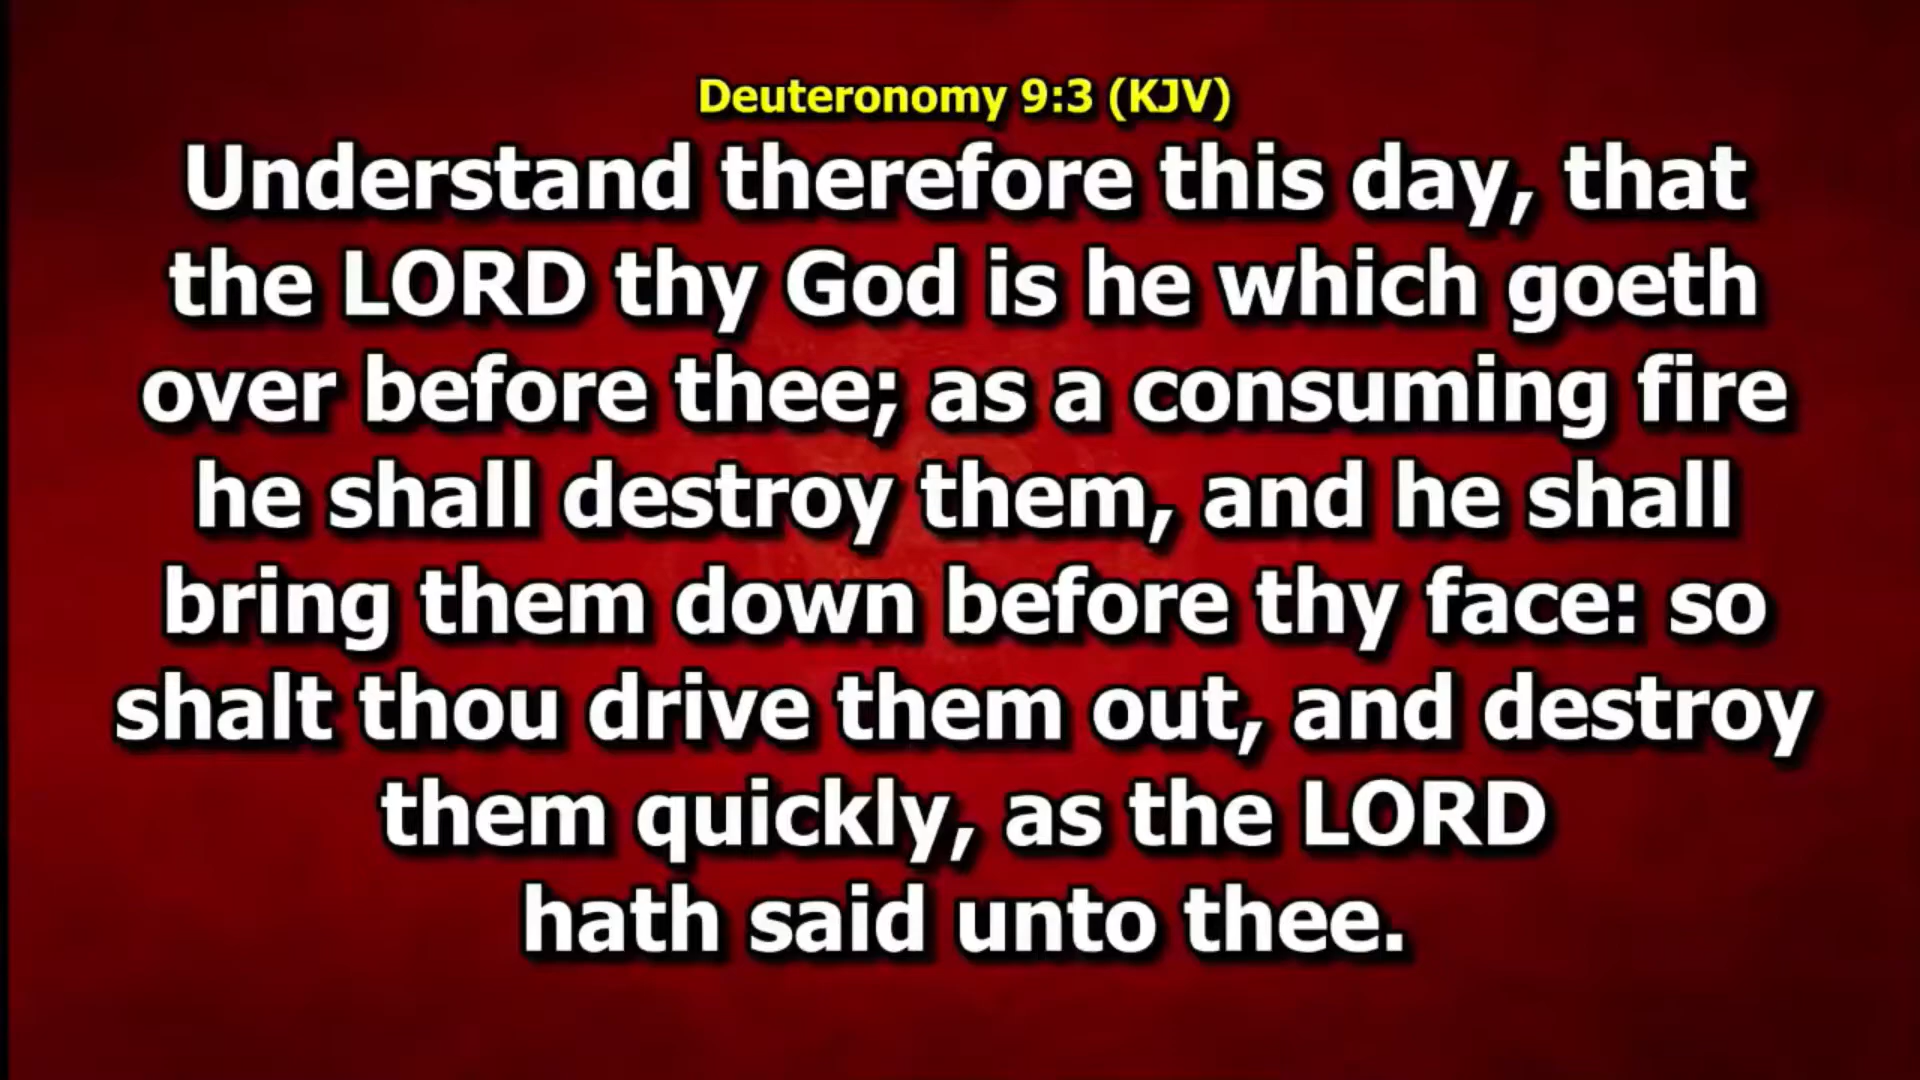 Deuteronomy 9:3 (KJV)
Understand therefore this day, that
the LORD thy God is he which goeth
over before thee; as a consuming fire
he shall destroy them, and he shall
bring them down before thy face: so
shalt thou drive them out, and destroy
them quickly, as the LORD
hath said unto thee.